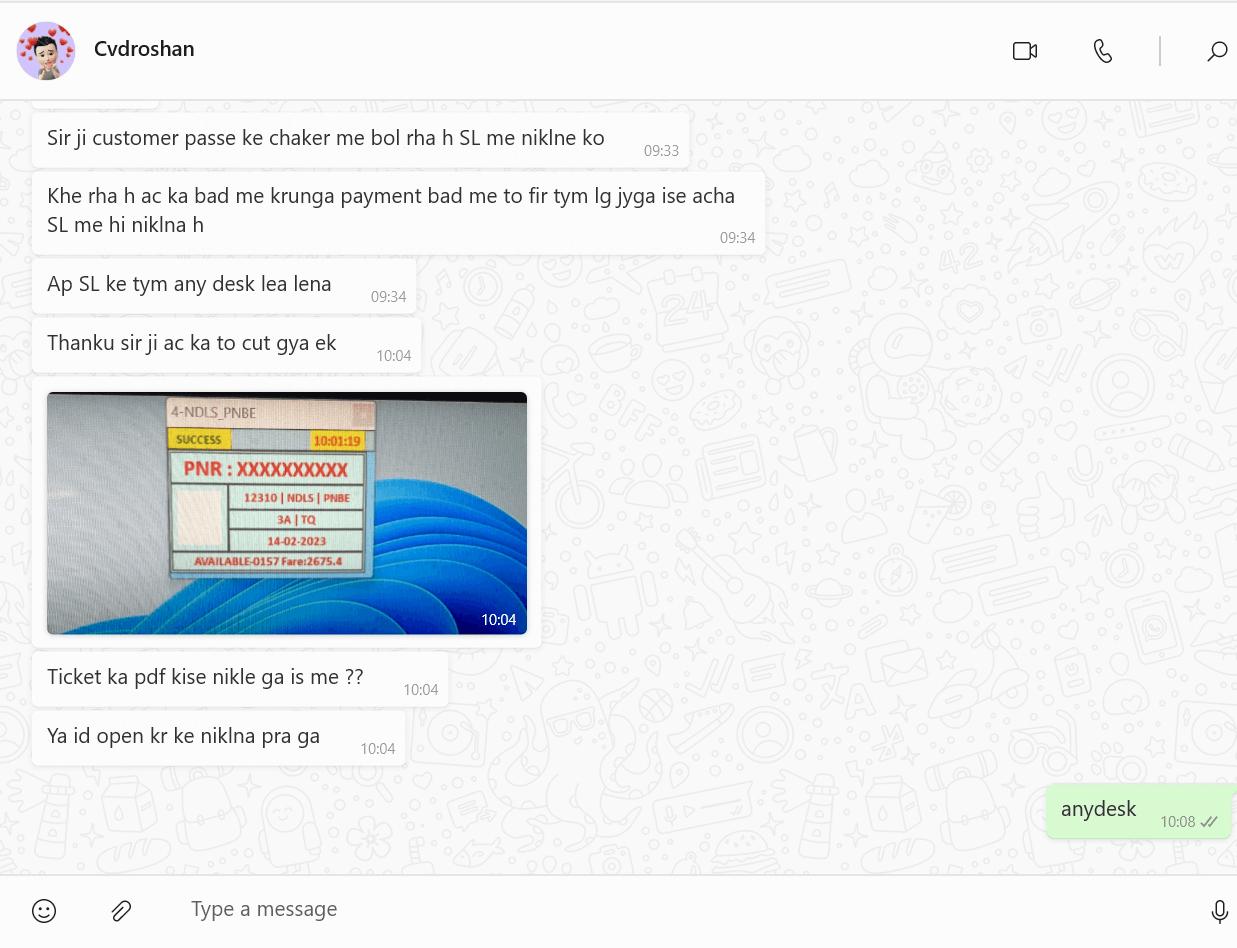 Cvdroshan
Sir ji customer passe ke chaker me bol rha h SL me niklne ko
09:33
Khe rha h ac ka bad me krunga payment bad me to fir tym lg jyga ise acha
SL me hi niklna h
09:34
Ap SL ke tym any desk lea lena
09:34
Thanku sir ji ac ka to cut gya ek
10:04
4-NDLS_PNBE
SUCCESS 10:01:19
PNR : XXXXXXXXXX
12310 | NDLS | PNBE
3A | TQ
14-02-2023
AVAILABLE-0157 Fare:2675.4
10:04
Ticket ka pdf kise nikle ga is me ??
10:04
Ya id open kr ke niklna pra ga
10:04
anydesk
10:08
Type a message